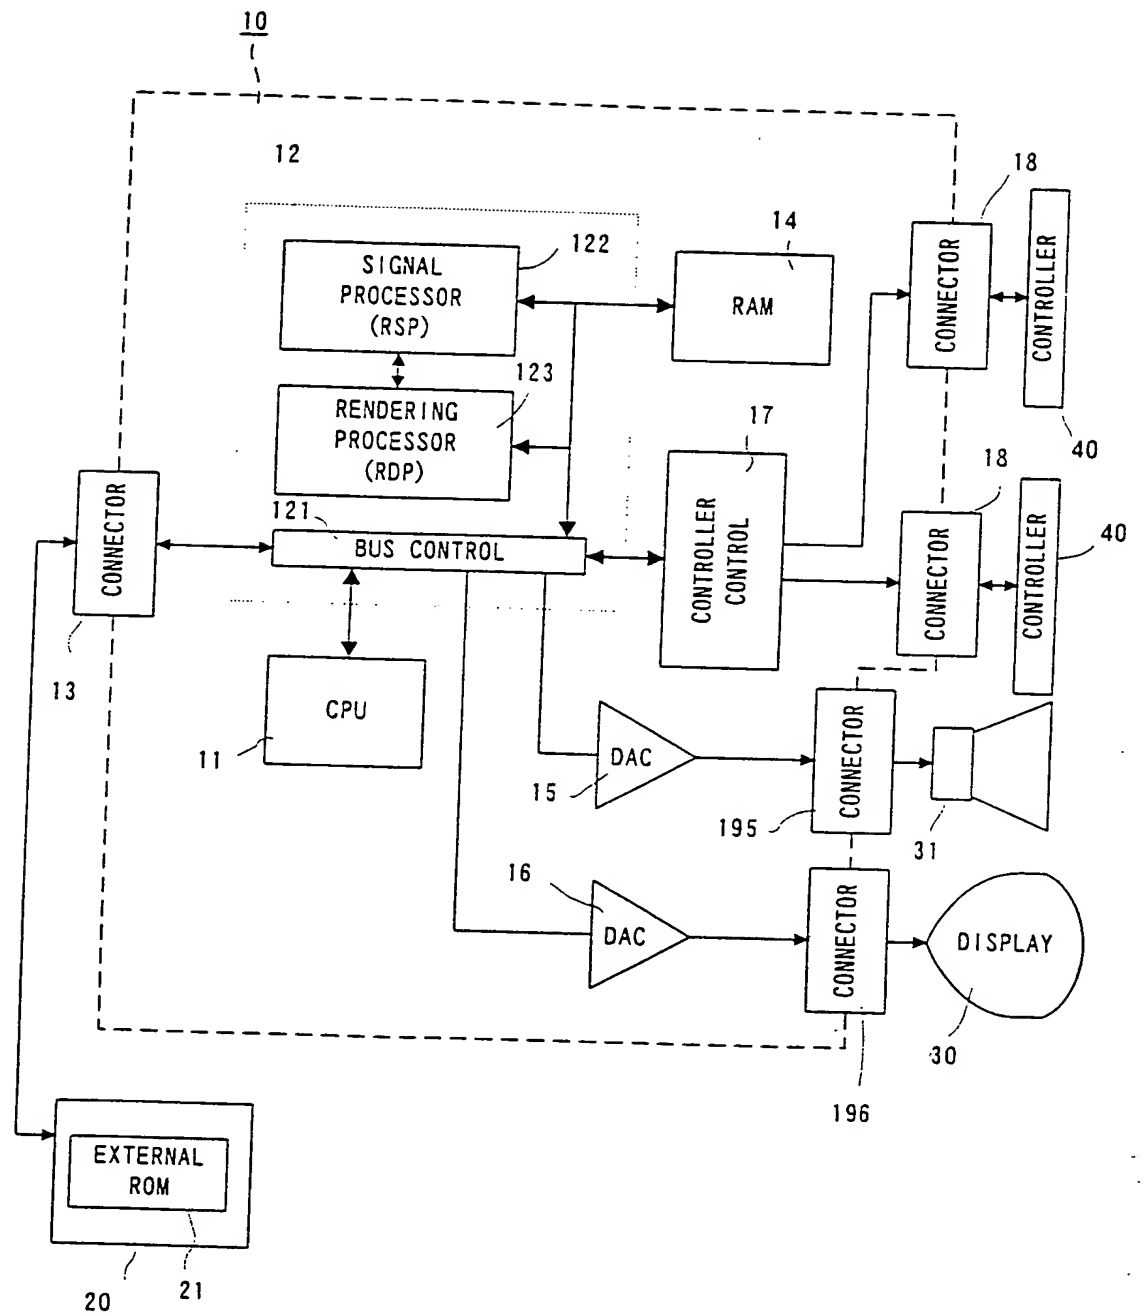 10
12
18
122
14
SIGNAL
PROCESSOR
(RSP)
RAM
CONNECTOR
CONTROLLER
123
RENDERING
PROCESSOR
(RDP)
17
40
18
CONNECTOR
121
BUS CONTROL
CONTROLLER
CONTROL
CONNECTOR
CONTROLLER
40
13
CPU
11
DAC
15
CONNECTOR
195
31
16
DAC
CONNECTOR
DISPLAY
30
196
EXTERNAL
ROM
20
21